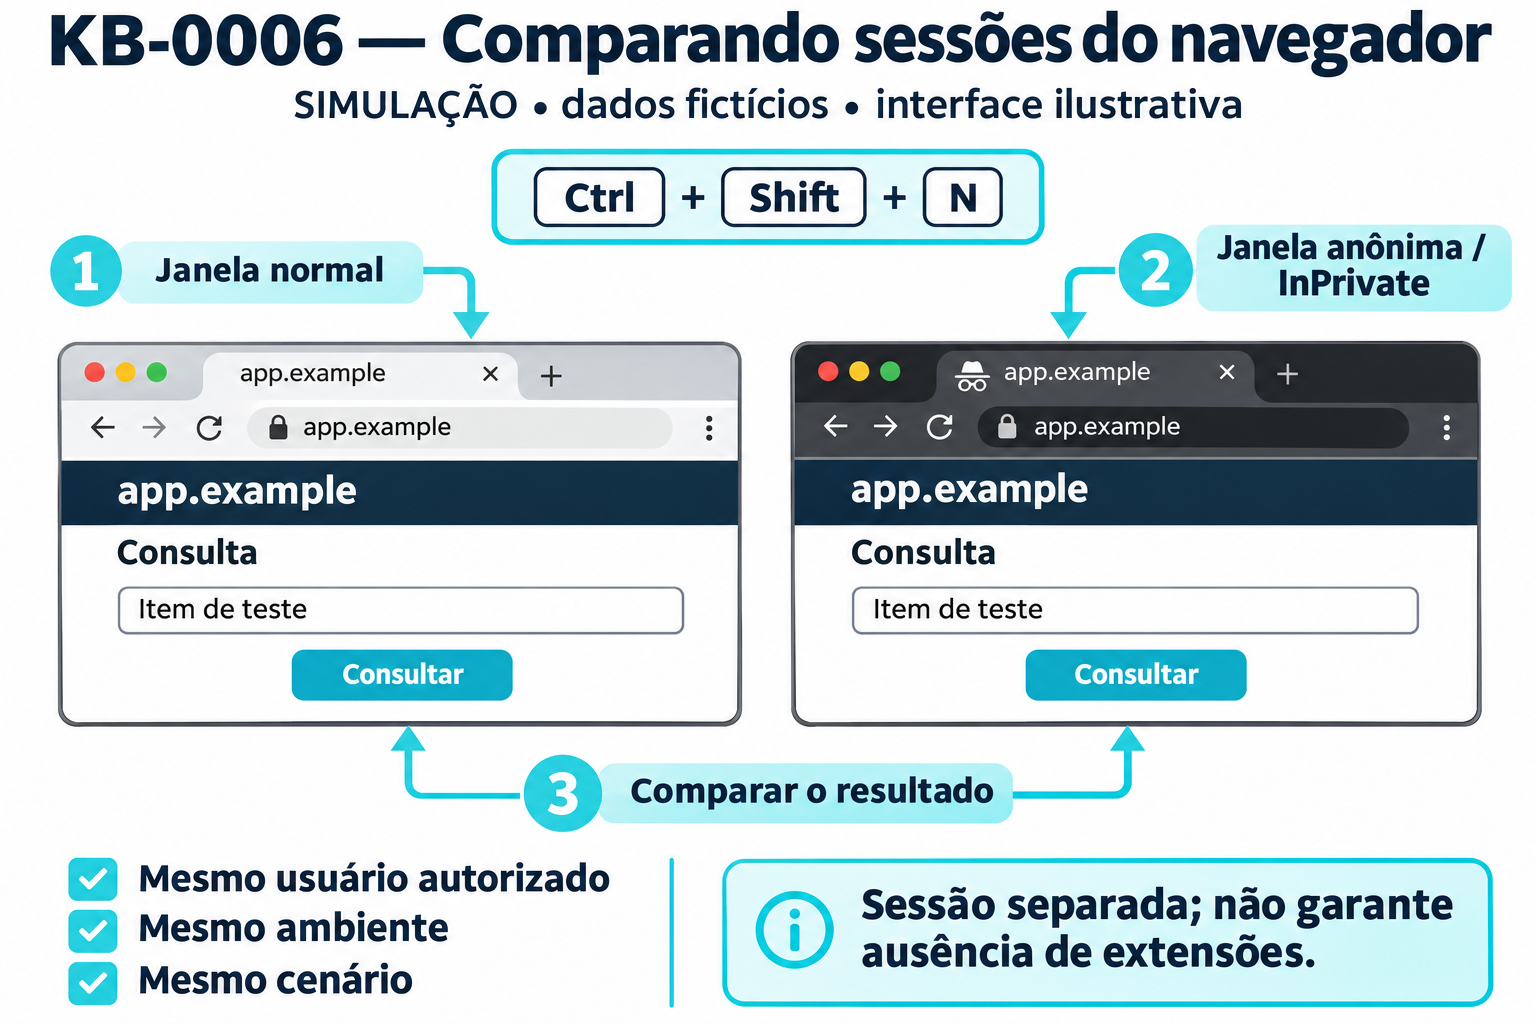 KB-0006 — Comparando sessões do navegador
SIMULAÇÃO • dados fictícios • interface ilustrativa
Ctrl + Shift + N
1 Janela normal
2 Janela anônima /
InPrivate
app.example
app.example
app.example
Consulta
Item de teste
Consultar
app.example
app.example
app.example
Consulta
Item de teste
Consultar
3 Comparar o resultado
Mesmo usuário autorizado
Mesmo ambiente
Mesmo cenário
Sessão separada; não garante
ausência de extensões.